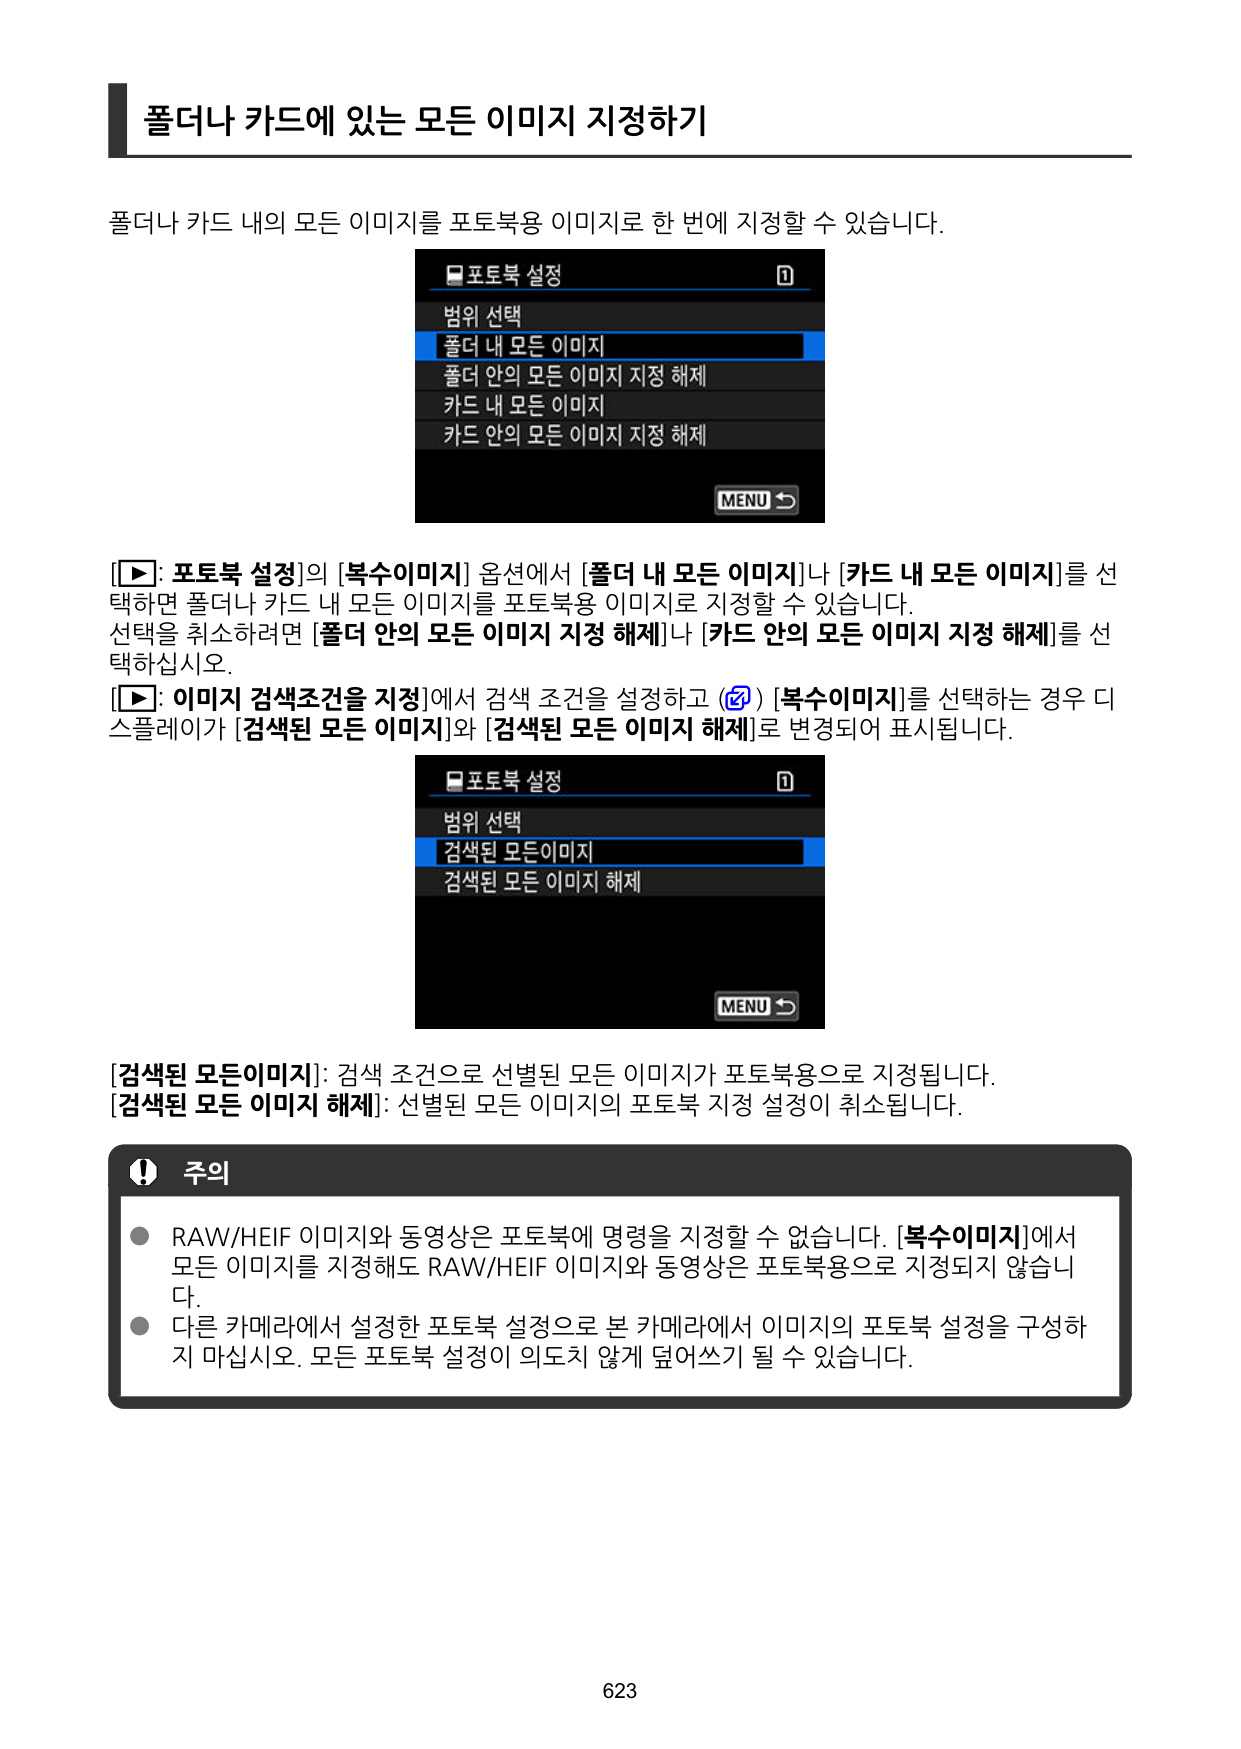 폴더나 카드에 있는 모든 이미지 지정하기
폴더나 카드 내의 모든 이미지를 포토북용 이미지로 한 번에 지정할 수 있습니다.
포토북 설정 1
범위 선택
폴더 내 모든 이미지
폴더 안의 모든 이미지 지정 해제
카드 내 모든 이미지
카드 안의 모든 이미지 지정 해제
MENU
[▶: 포토북 설정]의 [복수이미지] 옵션에서 [폴더 내 모든 이미지]나 [카드 내 모든 이미지]를 선
택하면 폴더나 카드 내 모든 이미지를 포토북용 이미지로 지정할 수 있습니다.
선택을 취소하려면 [폴더 안의 모든 이미지 지정 해제]나 [카드 안의 모든 이미지 지정 해제]를 선
택하십시오.
[▶: 이미지 검색조건을 지정]에서 검색 조건을 설정하고 () [복수이미지]를 선택하는 경우 디
스플레이가 [검색된 모든 이미지]와 [검색된 모든 이미지 해제]로 변경되어 표시됩니다.
포토북 설정 1
범위 선택
검색된 모든이미지
검색된 모든 이미지 해제
MENU
[검색된 모든이미지]: 검색 조건으로 선별된 모든 이미지가 포토북용으로 지정됩니다.
[검색된 모든 이미지 해제]: 선별된 모든 이미지의 포토북 지정 설정이 취소됩니다.
주의
● RAW/HEIF 이미지와 동영상은 포토북에 명령을 지정할 수 없습니다. [복수이미지]에서
모든 이미지를 지정해도 RAW/HEIF 이미지와 동영상은 포토북용으로 지정되지 않습니
다.
● 다른 카메라에서 설정한 포토북 설정으로 본 카메라에서 이미지의 포토북 설정을 구성하
지 마십시오. 모든 포토북 설정이 의도치 않게 덮어쓰기 될 수 있습니다.
623